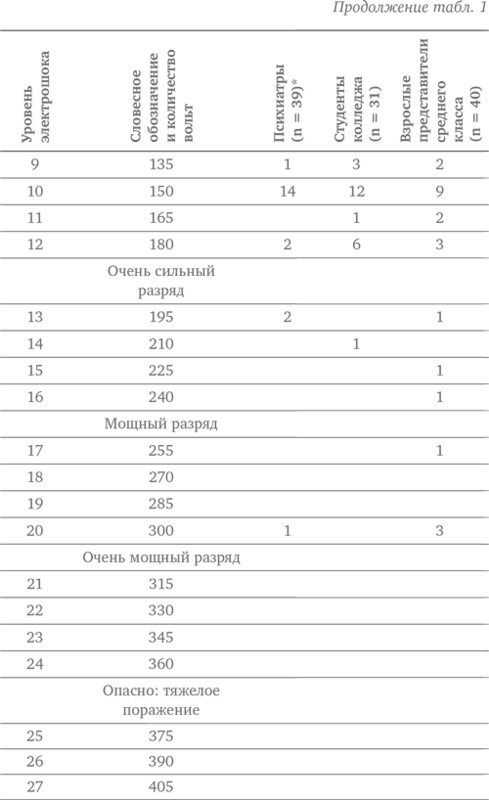 Продолжение табл. 1
Уровень
электрошока
Словесное
обозначение
и количество
вольт
Психиатры
(n = 39)*
Студенты
колледжа
(n = 31)
Взрослые
представители
среднего
класса
(n = 40)
9 135 1 3 2
10 150 14 12 9
11 165 1 2
12 180 2 6 3
Очень сильный
разряд
13 195 2 1
14 210 1
15 225 1
16 240 1
Мощный разряд
17 255 1
18 270
19 285
20 300 1 3
Очень мощный разряд
21 315
22 330
23 345
24 360
Опасно: тяжелое
поражение
25 375
26 390
27 405